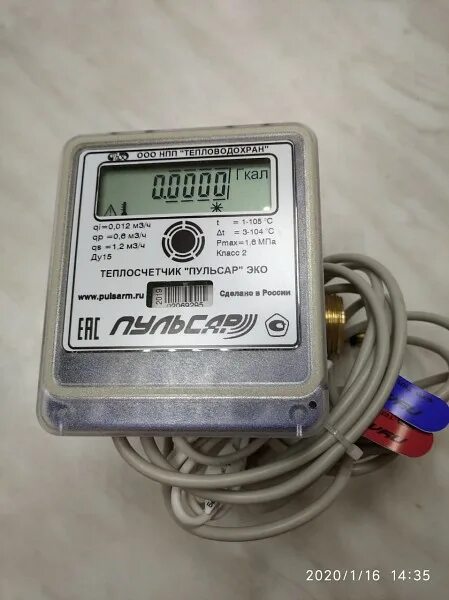 ООО НПП "ТЕПЛОВОДОХРАН"
0.0000 Гкал
qi=0,012 м3/ч
qp=0,6 м3/ч
qs=1,2 м3/ч
Ду15
t = 1-105 °С
Δt = 3-104 °С
Pmax=1,6 МПа
Класс 2
ТЕПЛОСЧЕТЧИК "ПУЛЬСАР" ЭКО
www.pulsarm.ru
2019
Сделано в России
ЕАС
ПУЛЬСАР
2020/1/16 14:35